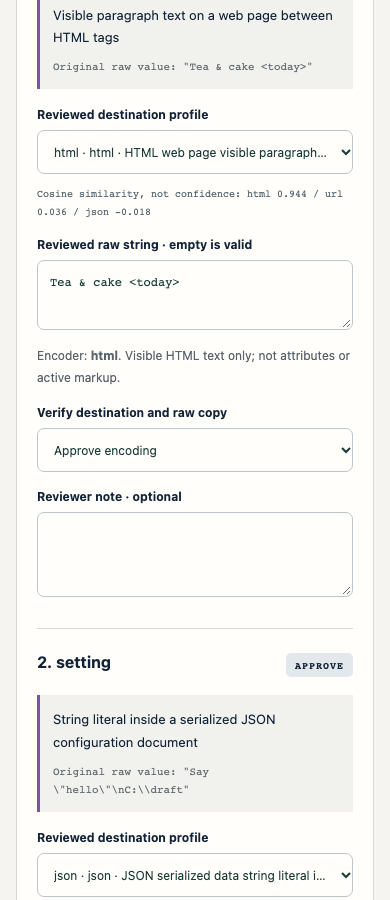 Visible paragraph text on a web page between
HTML tags
Original raw value: "Tea & cake <today>"
Reviewed destination profile
html · html · HTML web page visible paragraph...
Cosine similarity, not confidence: html 0.944 / url
0.036 / json -0.018
Reviewed raw string · empty is valid
Tea & cake <today>
Encoder: html. Visible HTML text only; not attributes or
active markup.
Verify destination and raw copy
Approve encoding
Reviewer note · optional
2. setting
APPROVE
String literal inside a serialized JSON
configuration document
Original raw value: "Say
\"hello\"\nC:\\draft"
Reviewed destination profile
json · json · JSON serialized data string literal i...